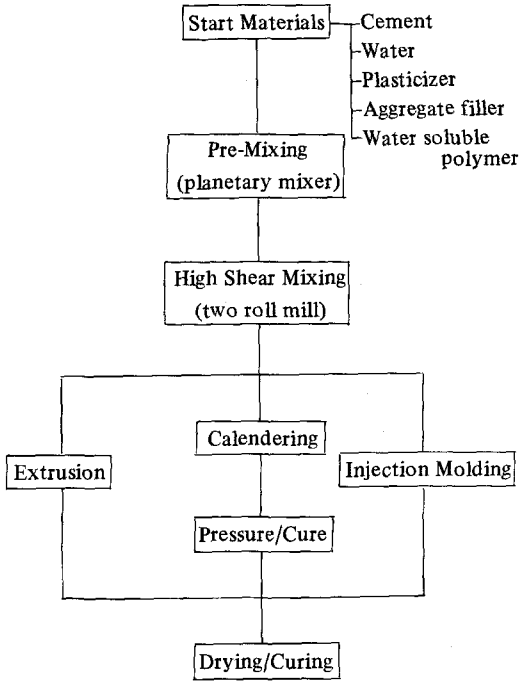 Start Materials
Cement
Water
Plasticizer
Aggregate filler
Water soluble
polymer
Pre-Mixing
(planetary mixer)
High Shear Mixing
(two roll mill)
Calendering
Extrusion
Injection Molding
Pressure/Cure
Drying/Curing